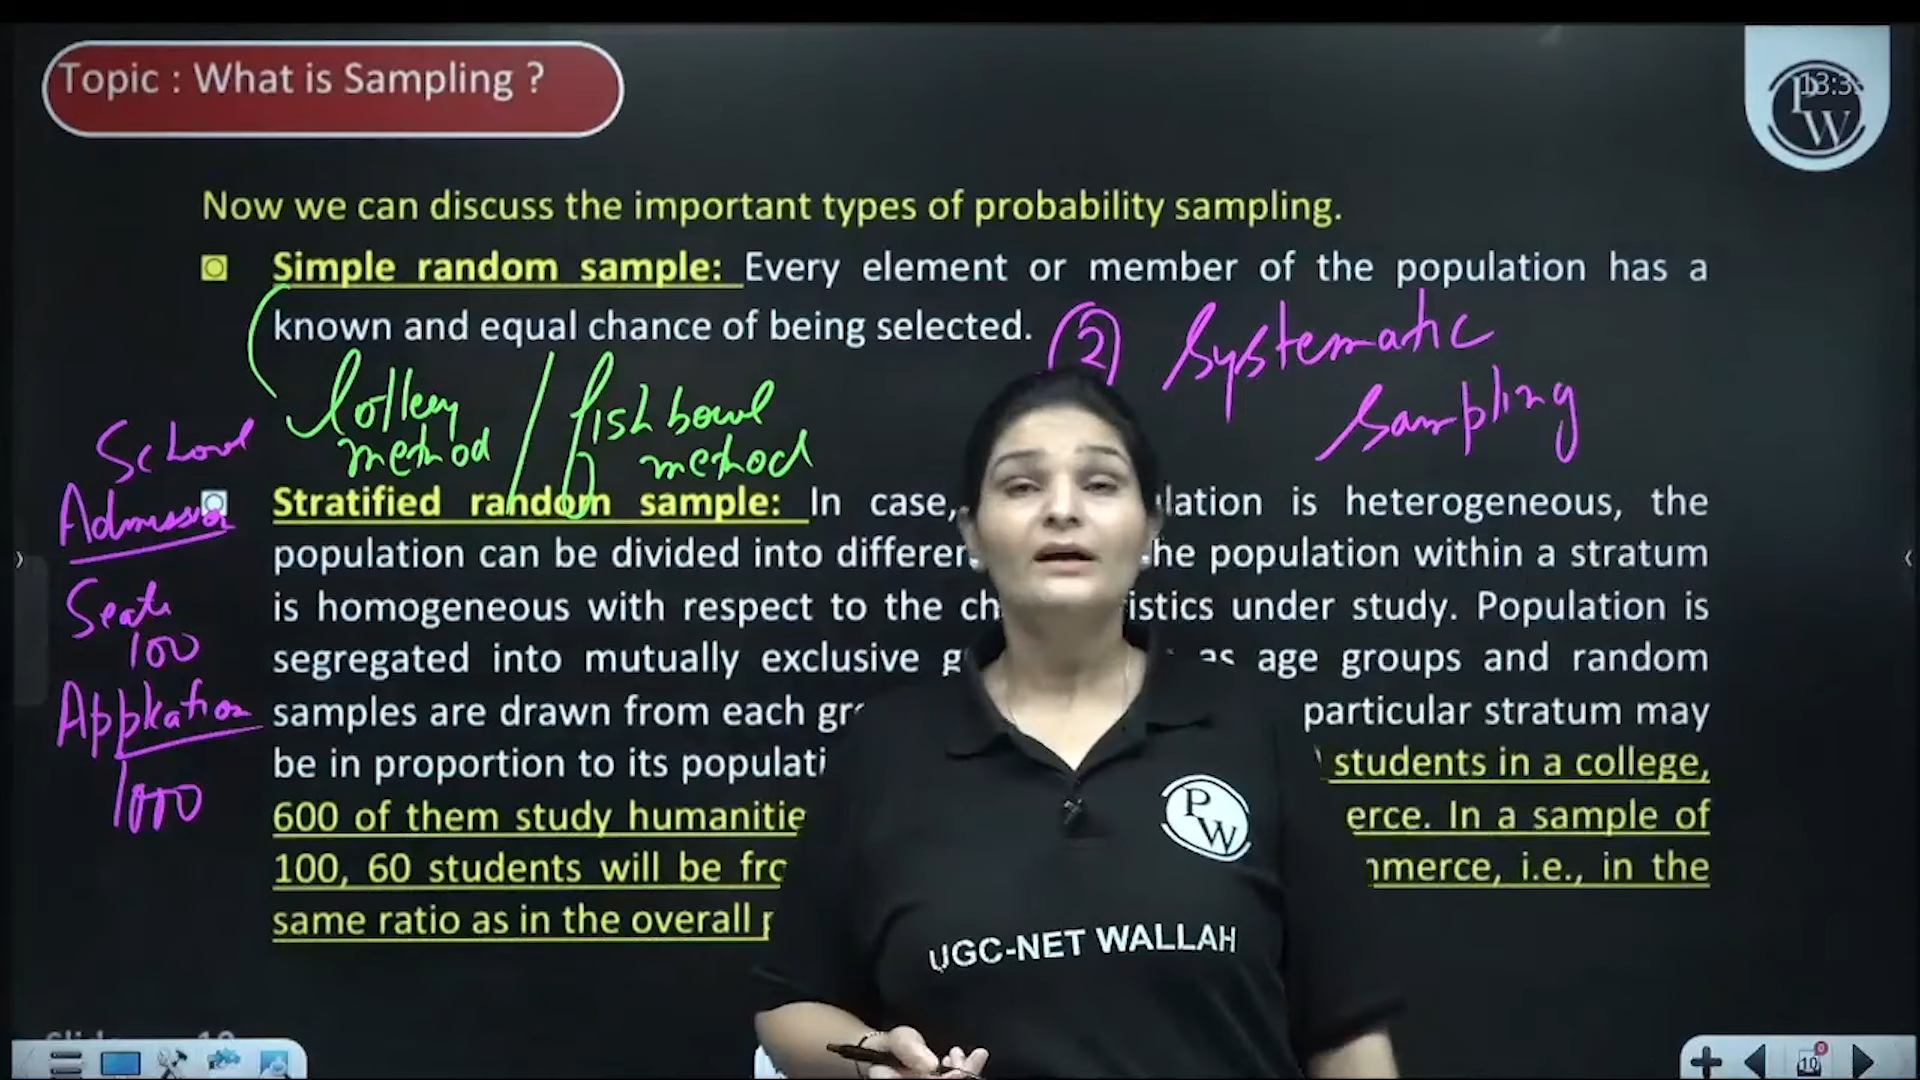 Topic : What is Sampling ?
13:3
PW
Now we can discuss the important types of probability sampling.
Simple random sample: Every element or member of the population has a
known and equal chance of being selected.
② Systematic
Sampling
lottery
method / fish bowl
method
School
Admission
Seats
100
Application
1000
Stratified random sample: In case, lation is heterogeneous, the
population can be divided into differen he population within a stratum
is homogeneous with respect to the ch istics under study. Population is
segregated into mutually exclusive g as age groups and random
samples are drawn from each gr particular stratum may
be in proportion to its populati students in a college,
600 of them study humanitie erce. In a sample of
100, 60 students will be fro mmerce, i.e., in the
same ratio as in the overall p
PW
UGC-NET WALLAH
10
0